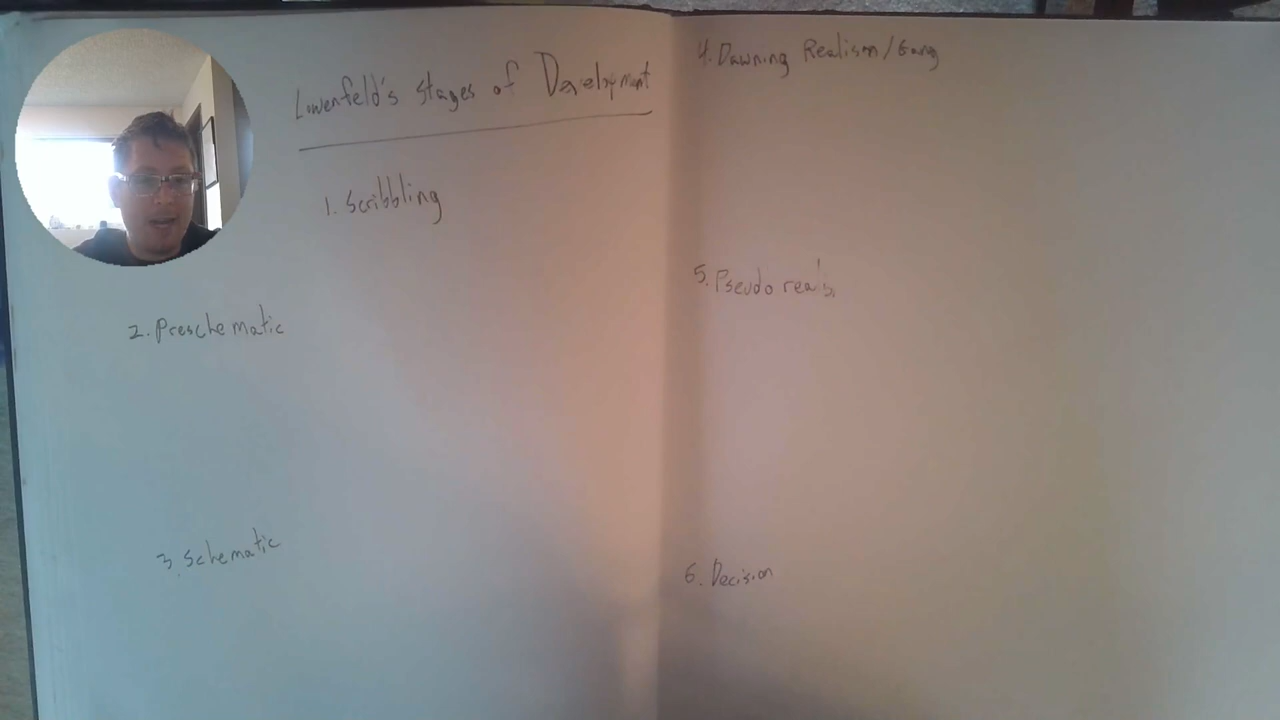 Lowenfeld's stages of Development
1. Scribbling
2. Preschematic
3. Schematic
4. Dawning Realism/Gang
5. Pseudo realis
6. Decision